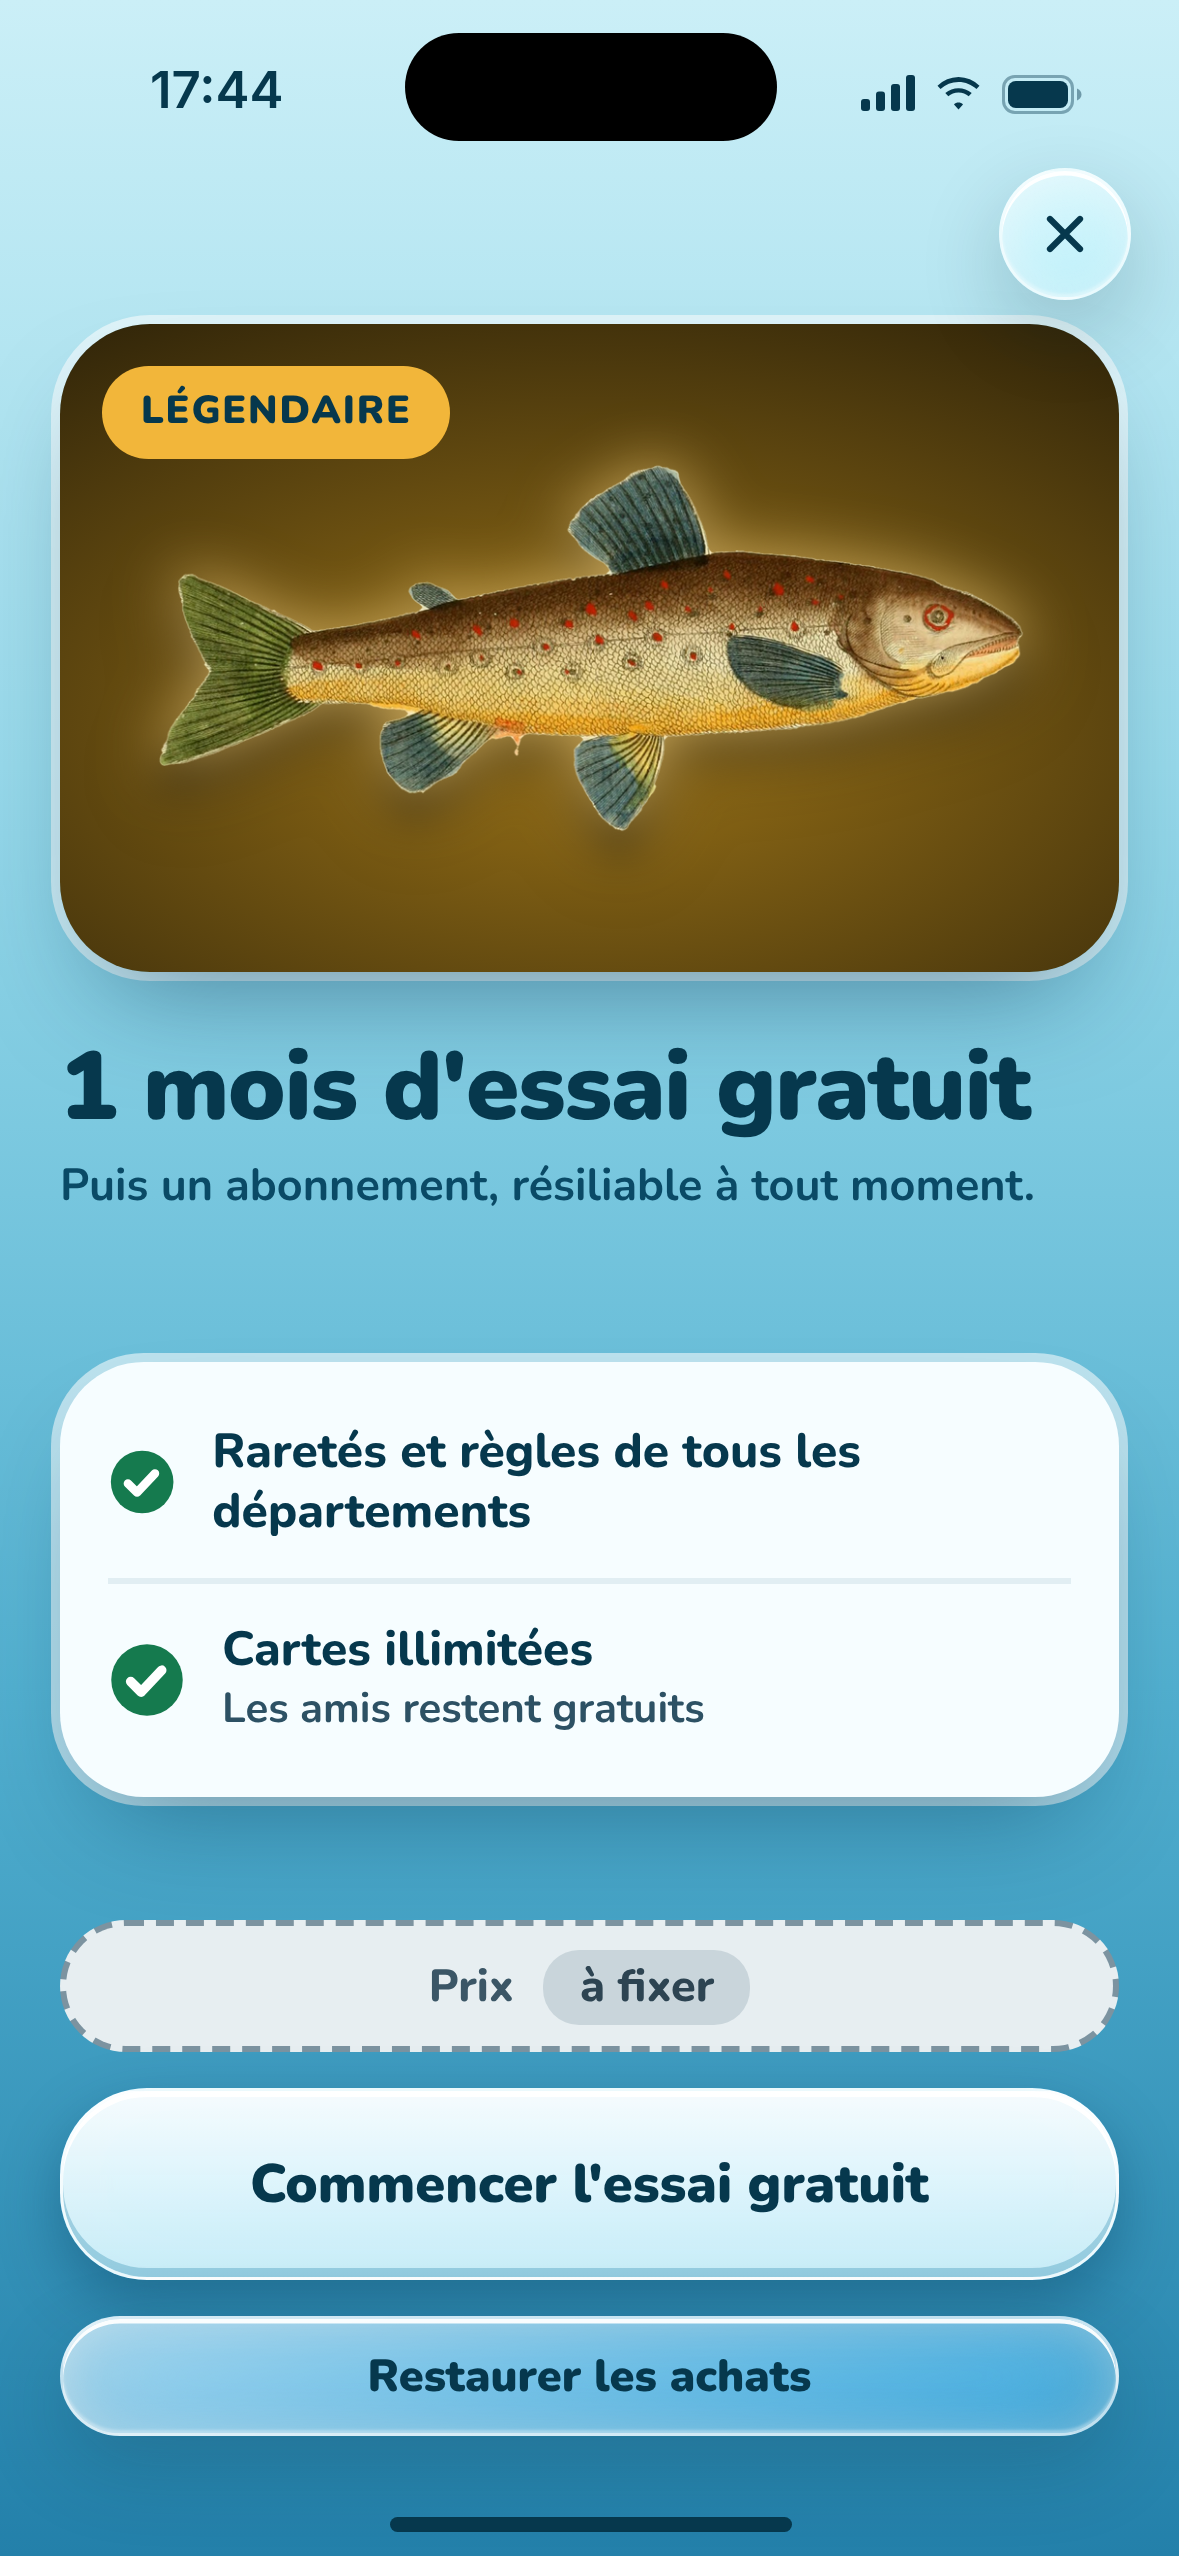 17:44
LÉGENDAIRE
1 mois d'essai gratuit
Puis un abonnement, résiliable à tout moment.
Raretés et règles de tous les
départements
Cartes illimitées
Les amis restent gratuits
Prix à fixer
Commencer l'essai gratuit
Restaurer les achats